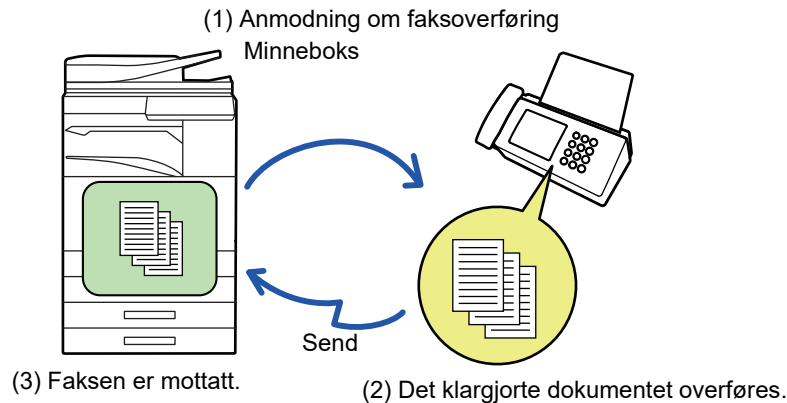 (1) Anmodning om faksoverføring
Minneboks
Send
(3) Faksen er mottatt.
(2) Det klargjorte dokumentet overføres.